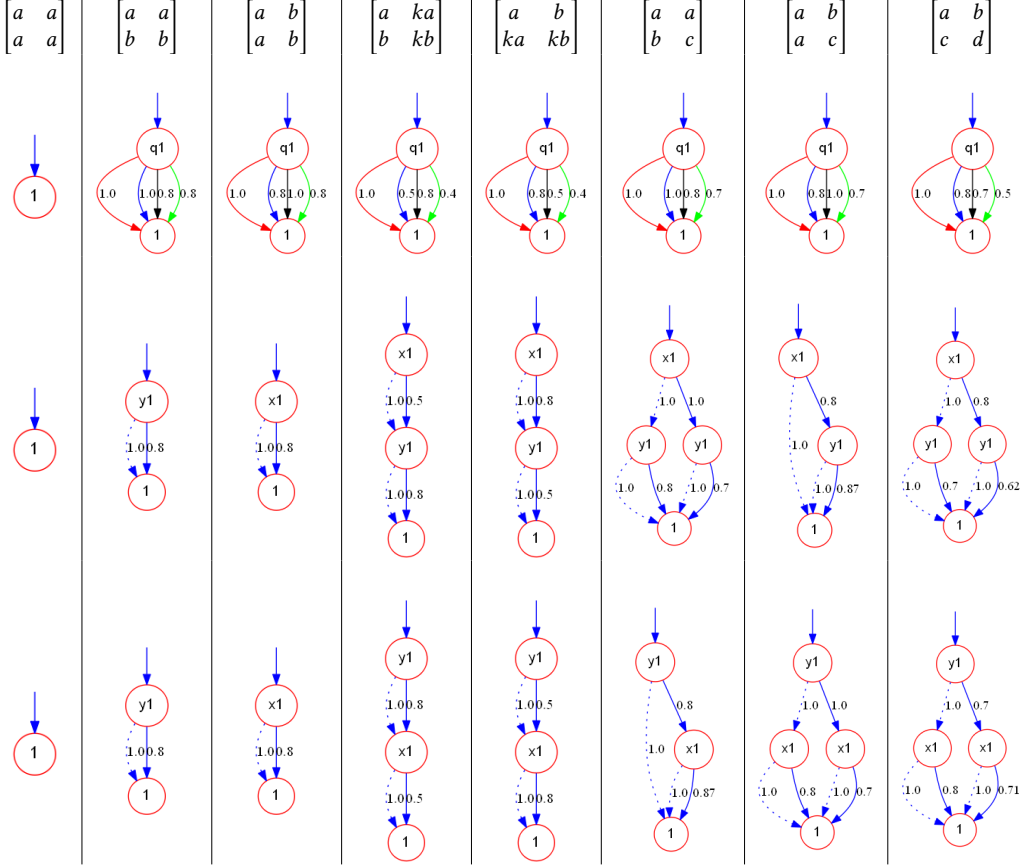 a a a a a b a ka a b a a a b a b
a a b b a b b kb ka kb b c a c c d
q1 q1 q1 q1 q1 q1 q1
1
1.0 1.0 0.8 0.8 1.0 0.8 1.0 0.8 1.0 0.5 0.8 0.4 1.0 0.8 0.5 0.4 1.0 1.0 0.8 0.7 1.0 0.8 1.0 0.7 1.0 0.8 0.7 0.5
1 1 1 1 1 1 1
x1 x1 x1 x1 x1
y1 x1 1.0 0.5 1.0 0.8 1.0 1.0 0.8 1.0 0.8
1 1.0 0.8 1.0 0.8 y1 y1 y1 y1 1.0 y1 y1 y1
1 1 1.0 0.8 1.0 0.5 1.0 0.8 1.0 0.7 1.0 0.87 1.0 0.7 1.0 0.62
1 1 1 1 1
y1 y1 y1 y1 y1
y1 x1 1.0 0.8 1.0 0.5 0.8 1.0 1.0 1.0 0.7
1 1.0 0.8 1.0 0.8 x1 x1 1.0 x1 x1 x1 x1 x1
1 1 1.0 0.5 1.0 0.8 1.0 0.87 1.0 0.8 1.0 0.7 1.0 0.8 1.0 0.71
1 1 1 1 1